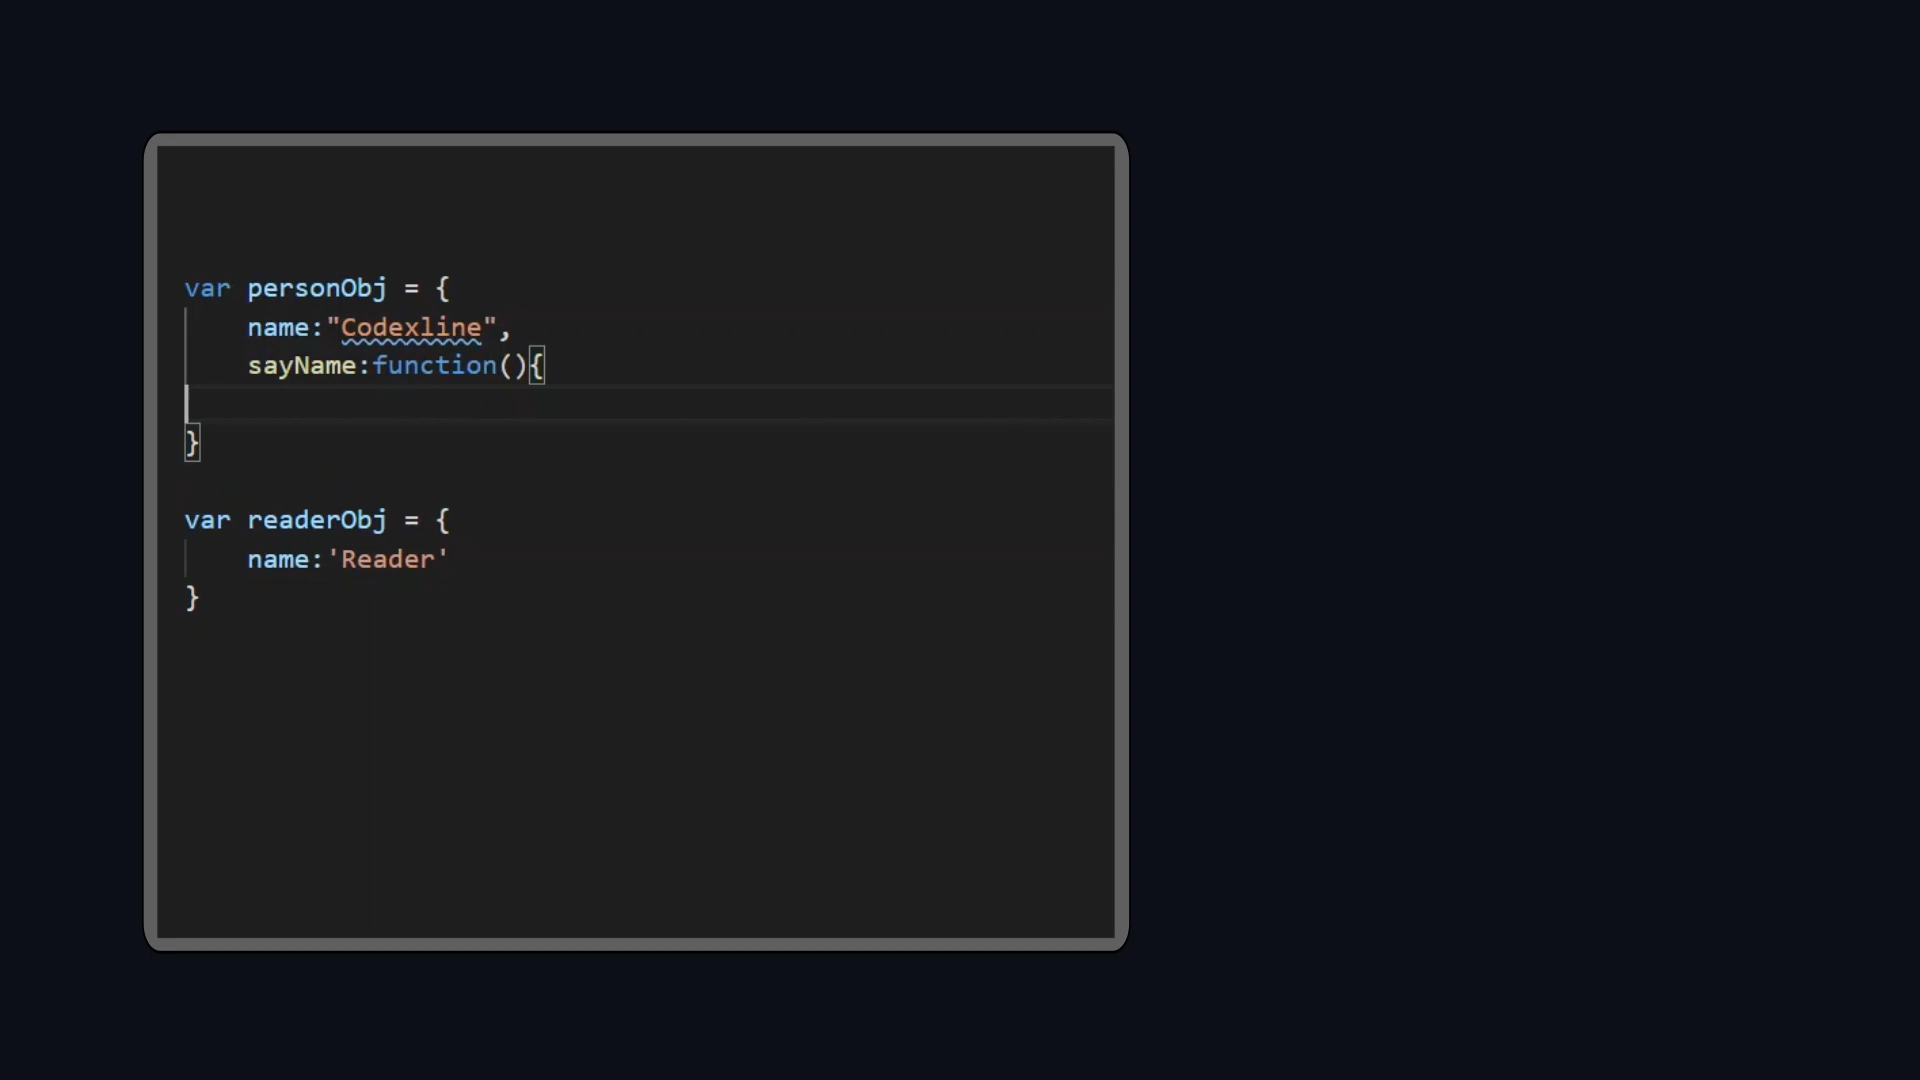 var personObj = {
    name:"Codexline",
    sayName:function(){
}
var readerObj = {
    name:'Reader'
}